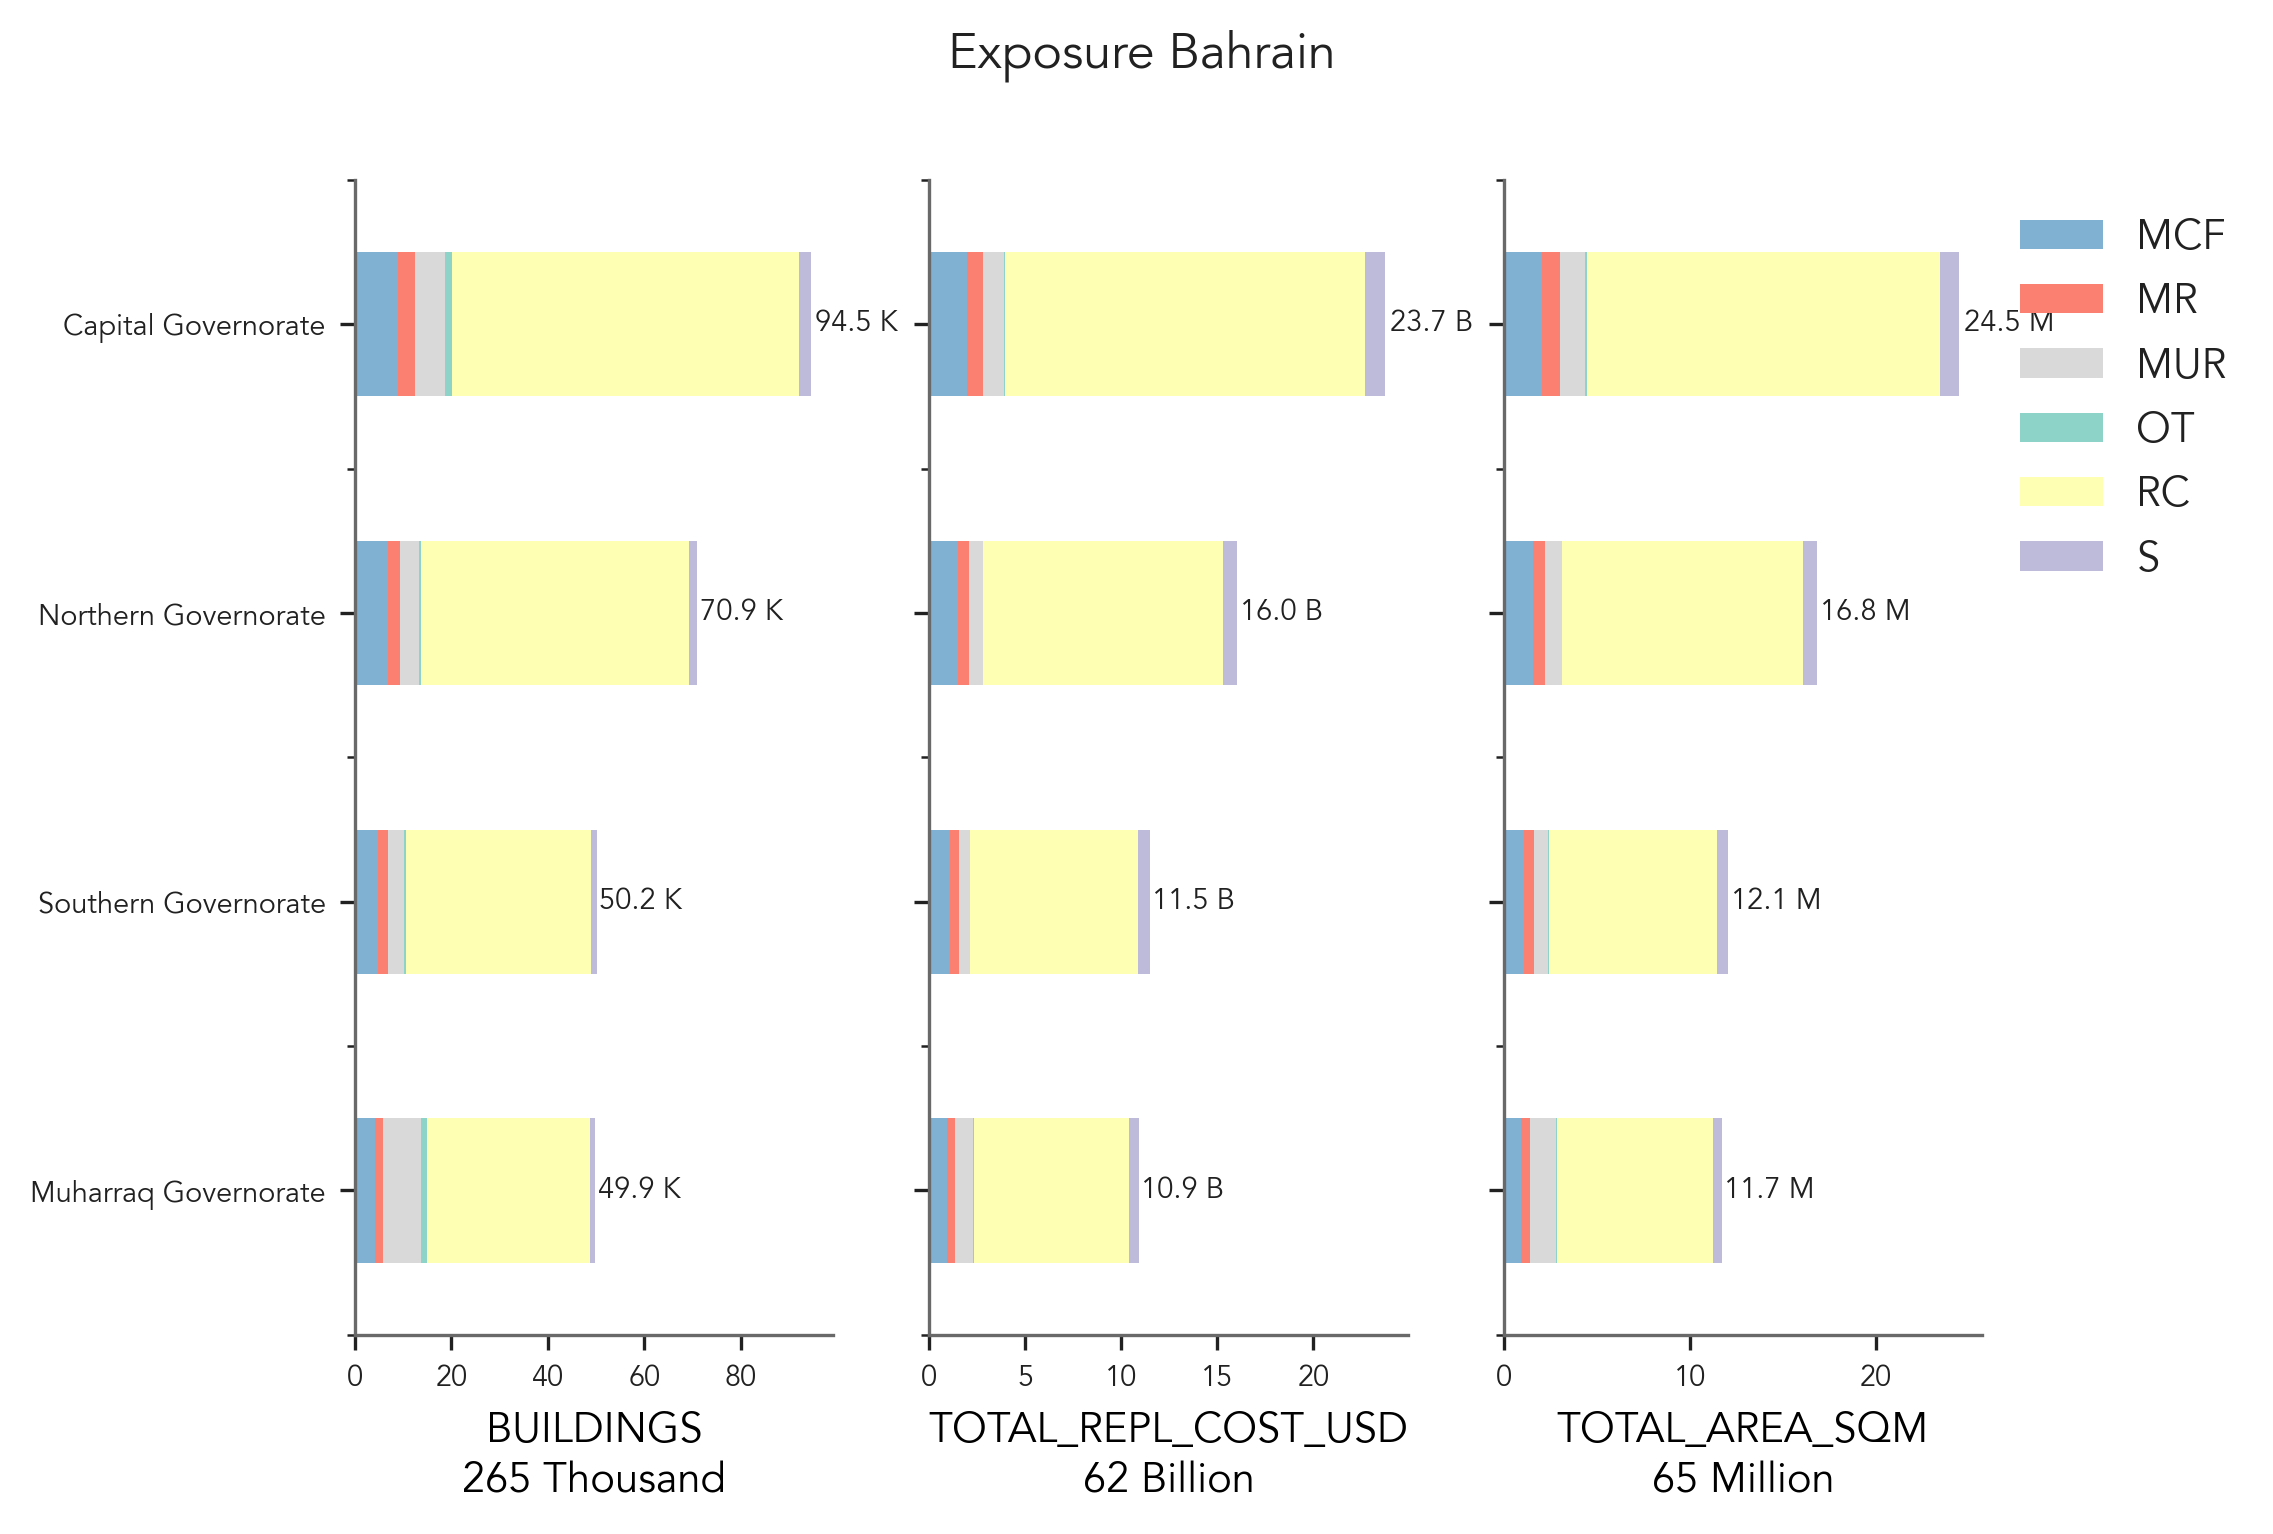 Exposure Bahrain
Capital Governorate
94.5 K
23.7 B
24.5 M
Northern Governorate
70.9 K
16.0 B
16.8 M
Southern Governorate
50.2 K
11.5 B
12.1 M
Muharraq Governorate
49.9 K
10.9 B
11.7 M
MCF
MR
MUR
OT
RC
S
0 20 40 60 80
BUILDINGS
265 Thousand
0 5 10 15 20
TOTAL_REPL_COST_USD
62 Billion
0 10 20
TOTAL_AREA_SQM
65 Million